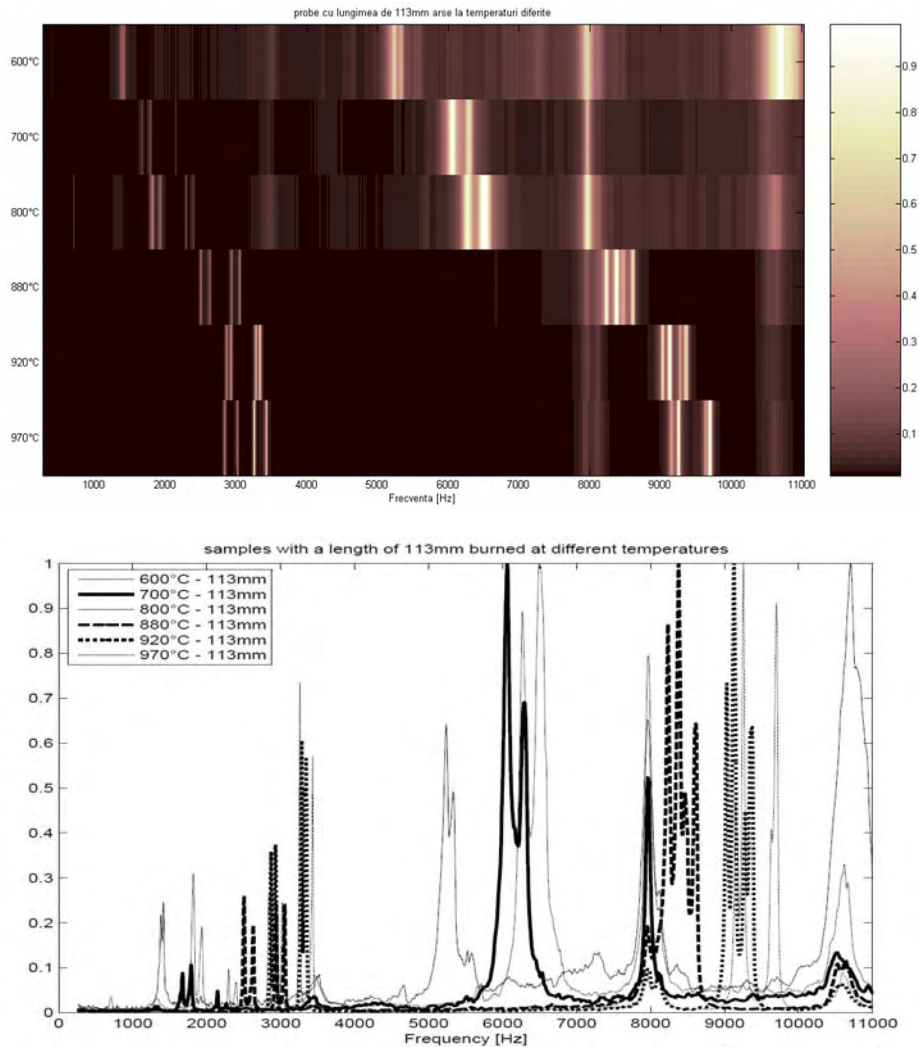 probe cu lungimea de 113mm arse la temperaturi diferite
600°C
700°C
800°C
880°C
920°C
970°C
1000 2000 3000 4000 5000 6000 7000 8000 9000 10000 11000
Frecventa [Hz]
0.9
0.8
0.7
0.6
0.5
0.4
0.3
0.2
0.1
samples with a length of 113mm burned at different temperatures
600°C - 113mm
700°C - 113mm
800°C - 113mm
880°C - 113mm
920°C - 113mm
970°C - 113mm
1
0.9
0.8
0.7
0.6
0.5
0.4
0.3
0.2
0.1
0
0 1000 2000 3000 4000 5000 6000 7000 8000 9000 10000 11000
Frequency [Hz]